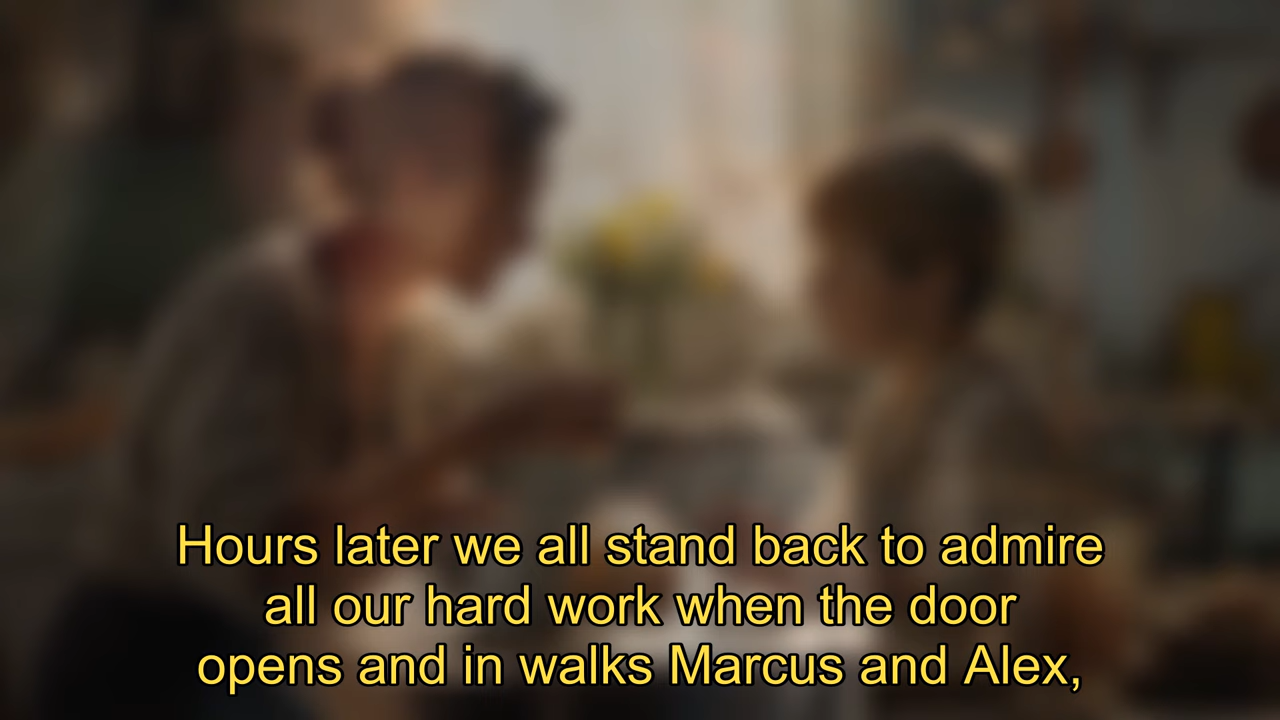 Hours later we all stand back to admire
all our hard work when the door
opens and in walks Marcus and Alex,